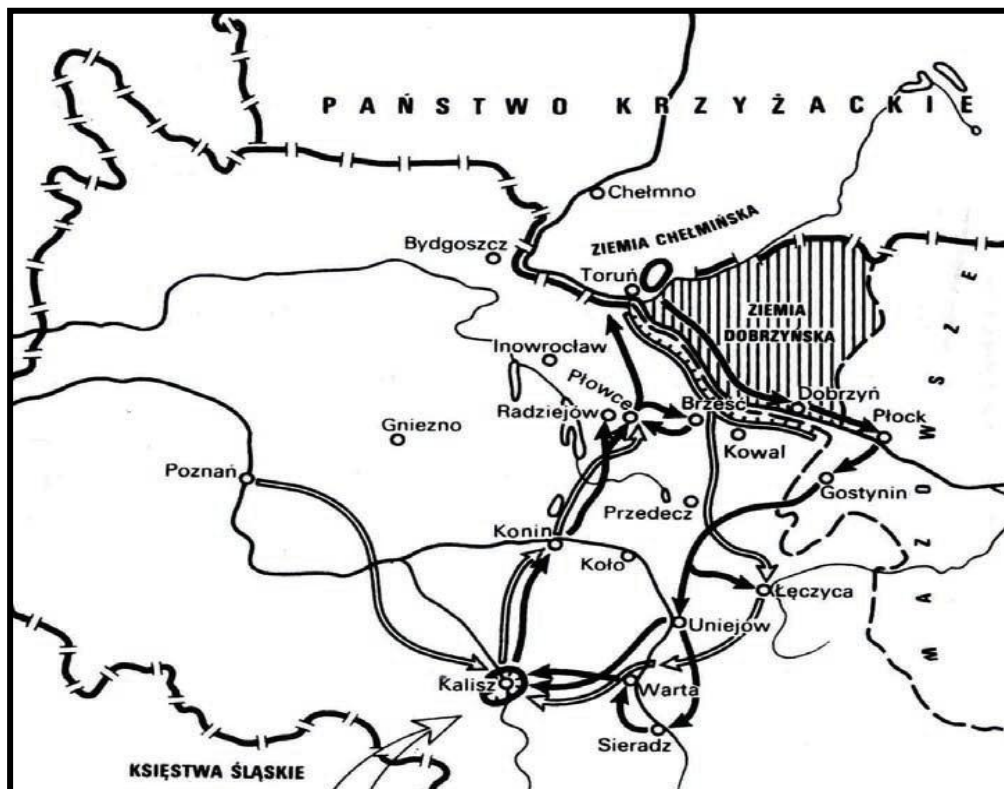 PAŃSTWO KRZYŻACKIE
Chełmno
ZIEMIA CHEŁMIŃSKA
Bydgoszcz
Toruń
ZIEMIA
DOBRZYŃSKA
Inowrocław
Płowce
Radziejów
Brześć
Dobrzyń
Płock
Gniezno
Kowal
Poznań
Gostynin
Przedecz
Konin
Koło
Łęczyca
Uniejów
Kalisz
Warta
Sieradz
KSIĘSTWA ŚLĄSKIE
MAZOWSZE